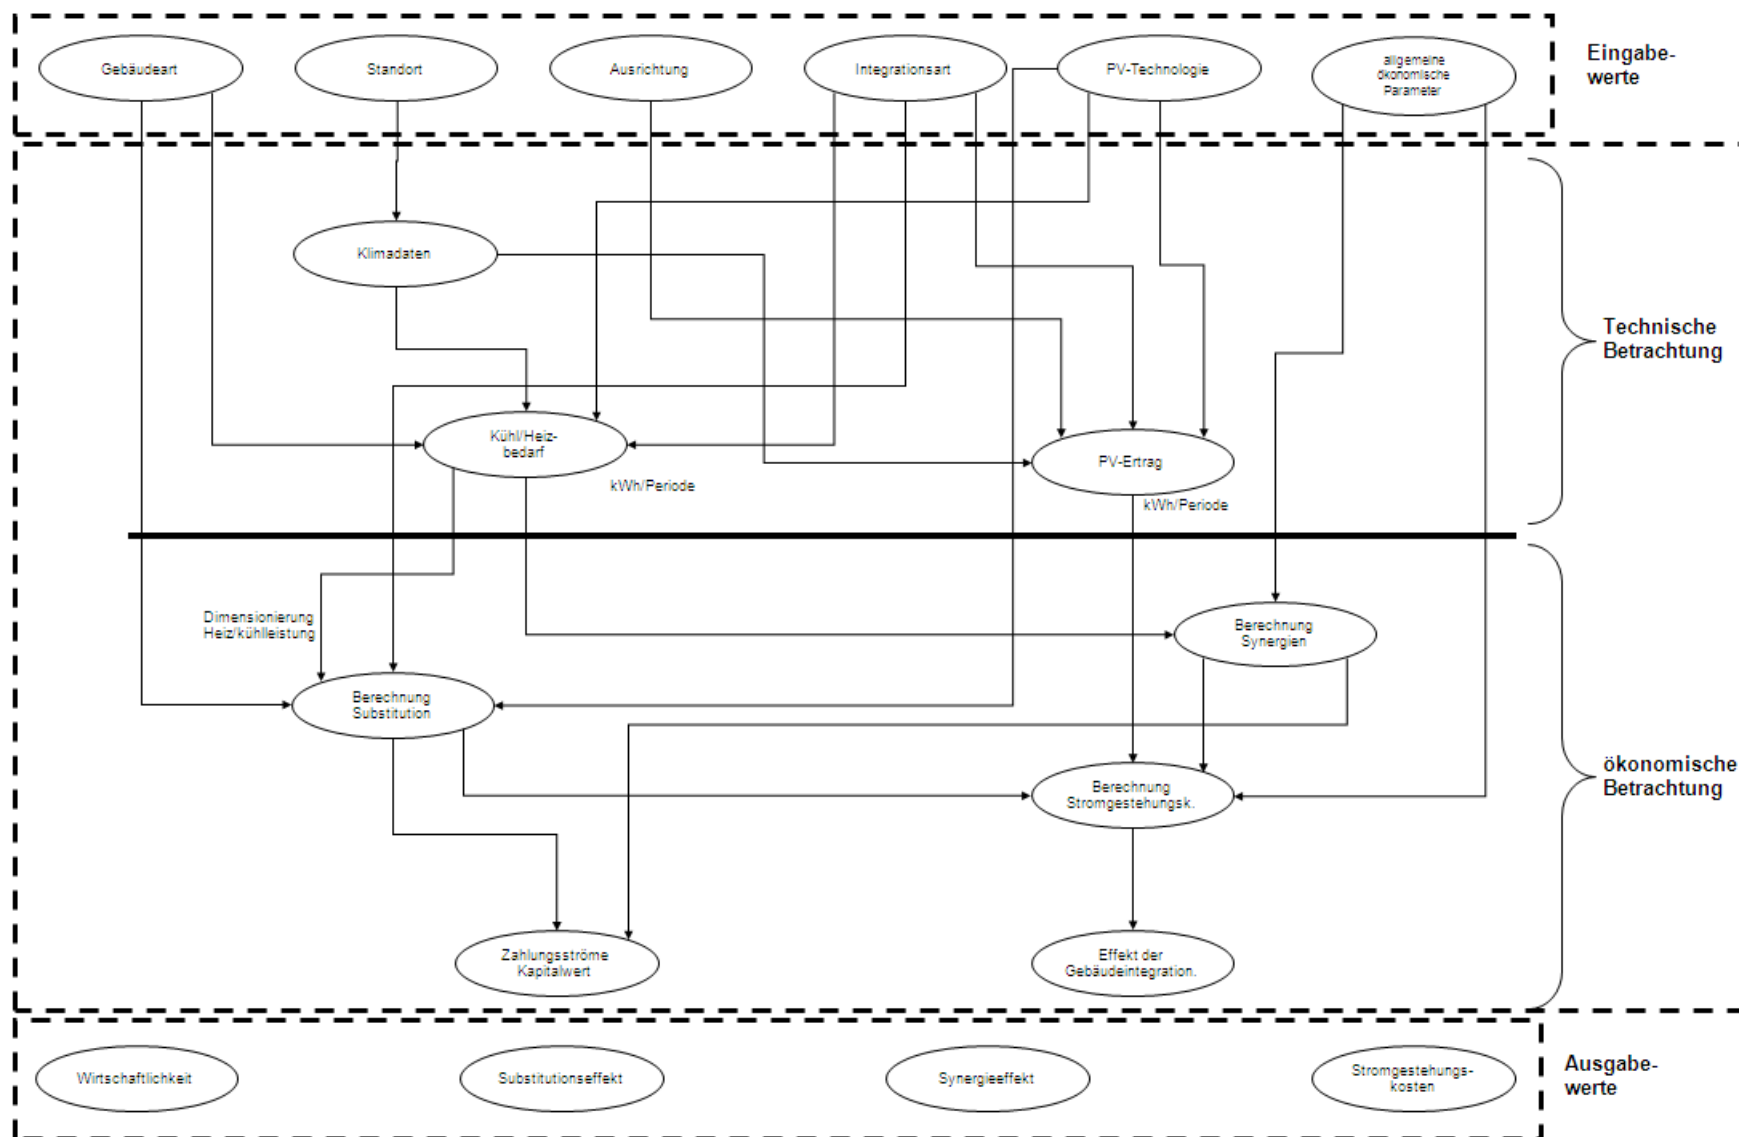 Gebäudeart
Standort
Ausrichtung
Integrationsart
PV-Technologie
allgemeine
ökonomische
Parameter
Eingabe-
werte
Klimadaten
Technische
Betrachtung
Kühl/Heiz-
bedarf
kWh/Periode
PV-Ertrag
kWh/Periode
Dimensionierung
Heiz/kühlleistung
Berechnung
Synergien
Berechnung
Substitution
Berechnung
Stromgestehungsk.
ökonomische
Betrachtung
Zahlungsströme
Kapitalwert
Effekt der
Gebäudeintegration.
Wirtschaftlichkeit
Substitutionseffekt
Synergieeffekt
Stromgestehungs-
kosten
Ausgabe-
werte